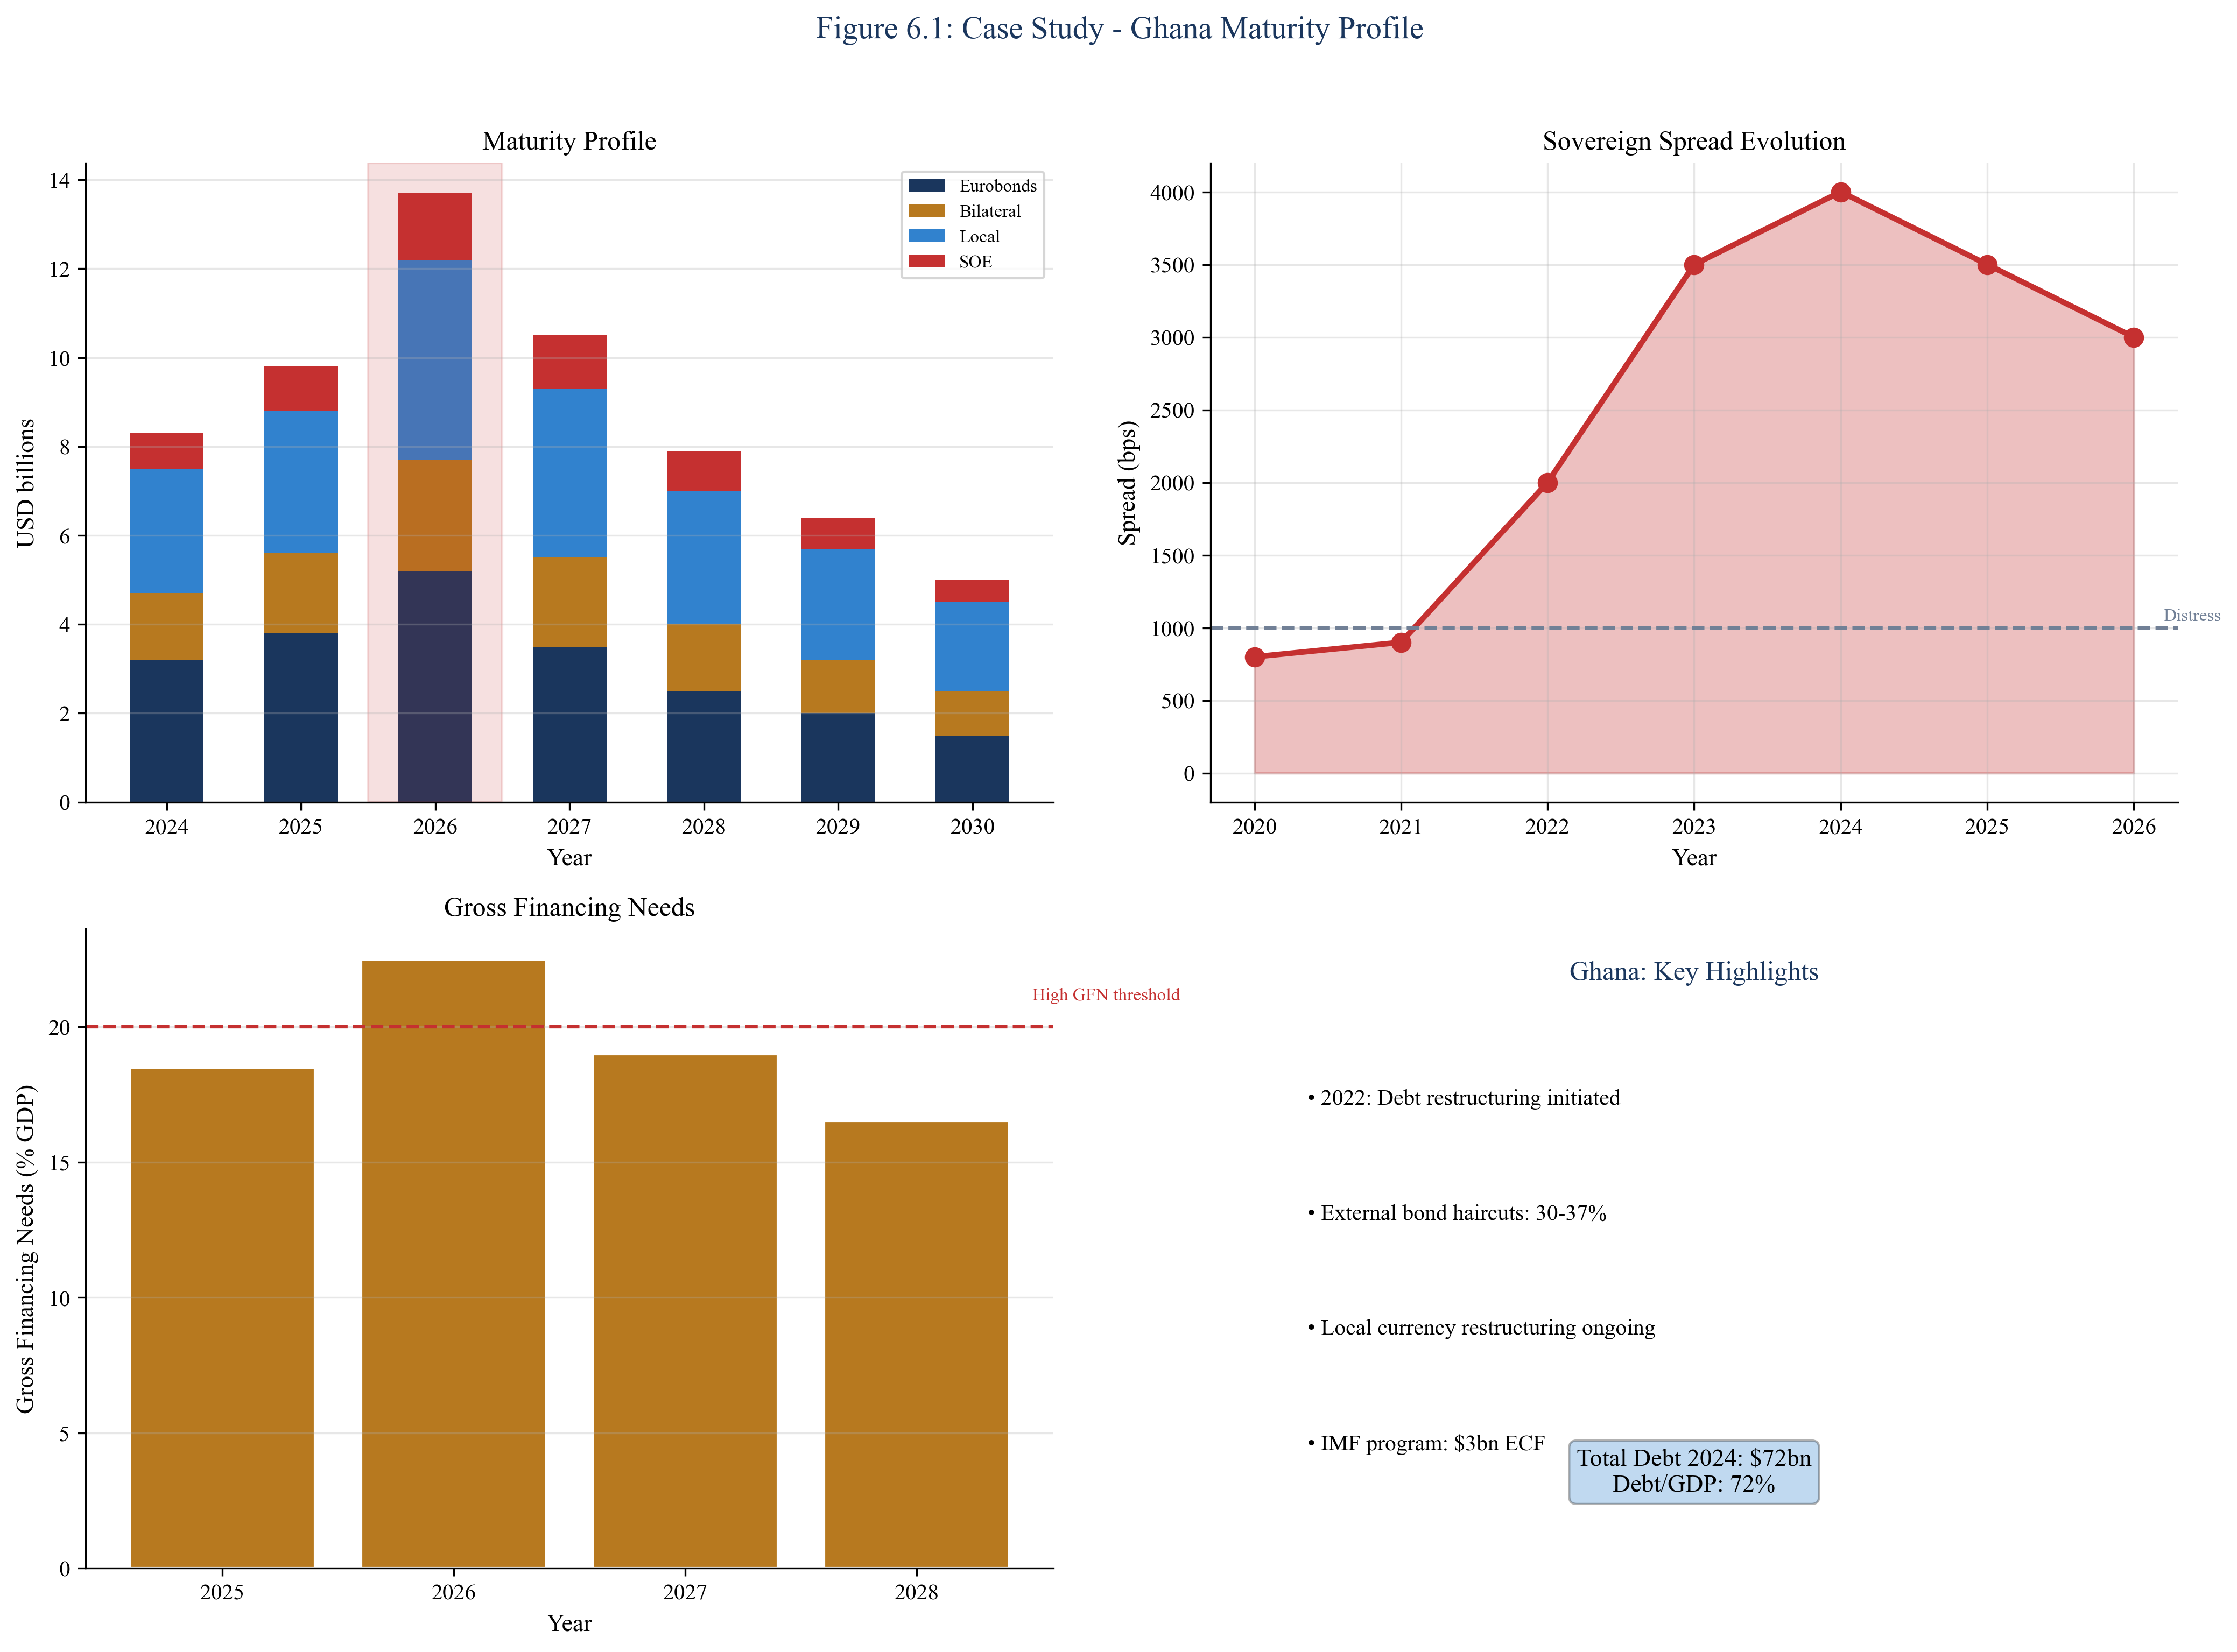 Figure 6.1: Case Study - Ghana Maturity Profile
Maturity Profile
14
12
10
8
6
4
2
0
USD billions
2024
2025
2026
2027
2028
2029
2030
Year
Eurobonds
Bilateral
Local
SOE
Sovereign Spread Evolution
4000
3500
3000
2500
2000
1500
1000
500
0
Spread (bps)
Distress
2020
2021
2022
2023
2024
2025
2026
Year
Gross Financing Needs
20
15
10
5
0
Gross Financing Needs (% GDP)
High GFN threshold
2025
2026
2027
2028
Year
Ghana: Key Highlights
• 2022: Debt restructuring initiated
• External bond haircuts: 30-37%
• Local currency restructuring ongoing
• IMF program: $3bn ECF
Total Debt 2024: $72bn
Debt/GDP: 72%